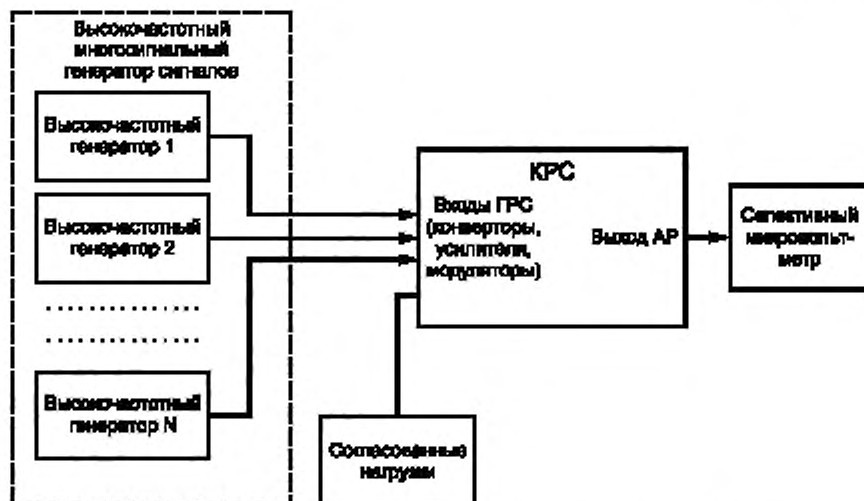 Высокочастотный
многосигнальный
генератор сигналов
Высокочастотный
генератор 1
Высокочастотный
генератор 2
Высокочастотный
генератор N
КРС
Входы ГРС
(конверторы,
усилители,
модуляторы)
Выход АР
Селективный
микровольт-
метр
Согласованные
нагрузки